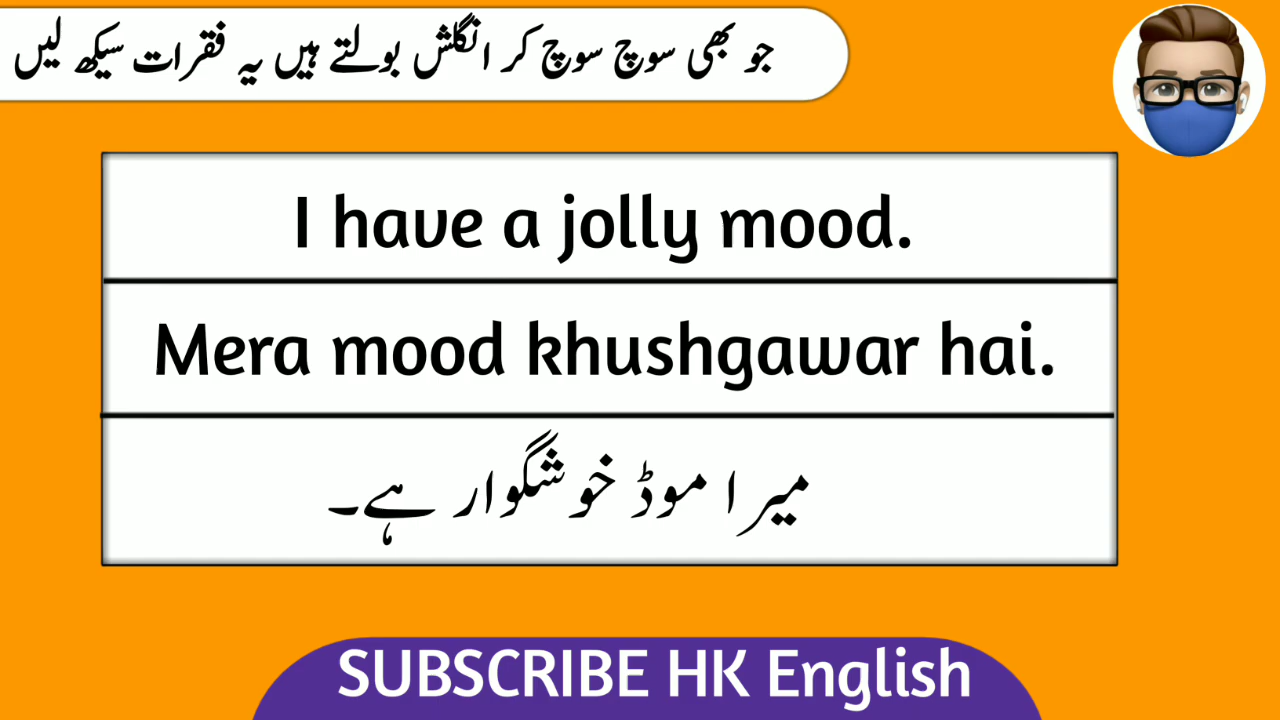 جو بھی سوچ سوچ کر انگلش بولتے ہیں یہ فقرات سیکھ لیں
I have a jolly mood.
Mera mood khushgawar hai.
میرا موڈ خوشگوار ہے۔
SUBSCRIBE HK English